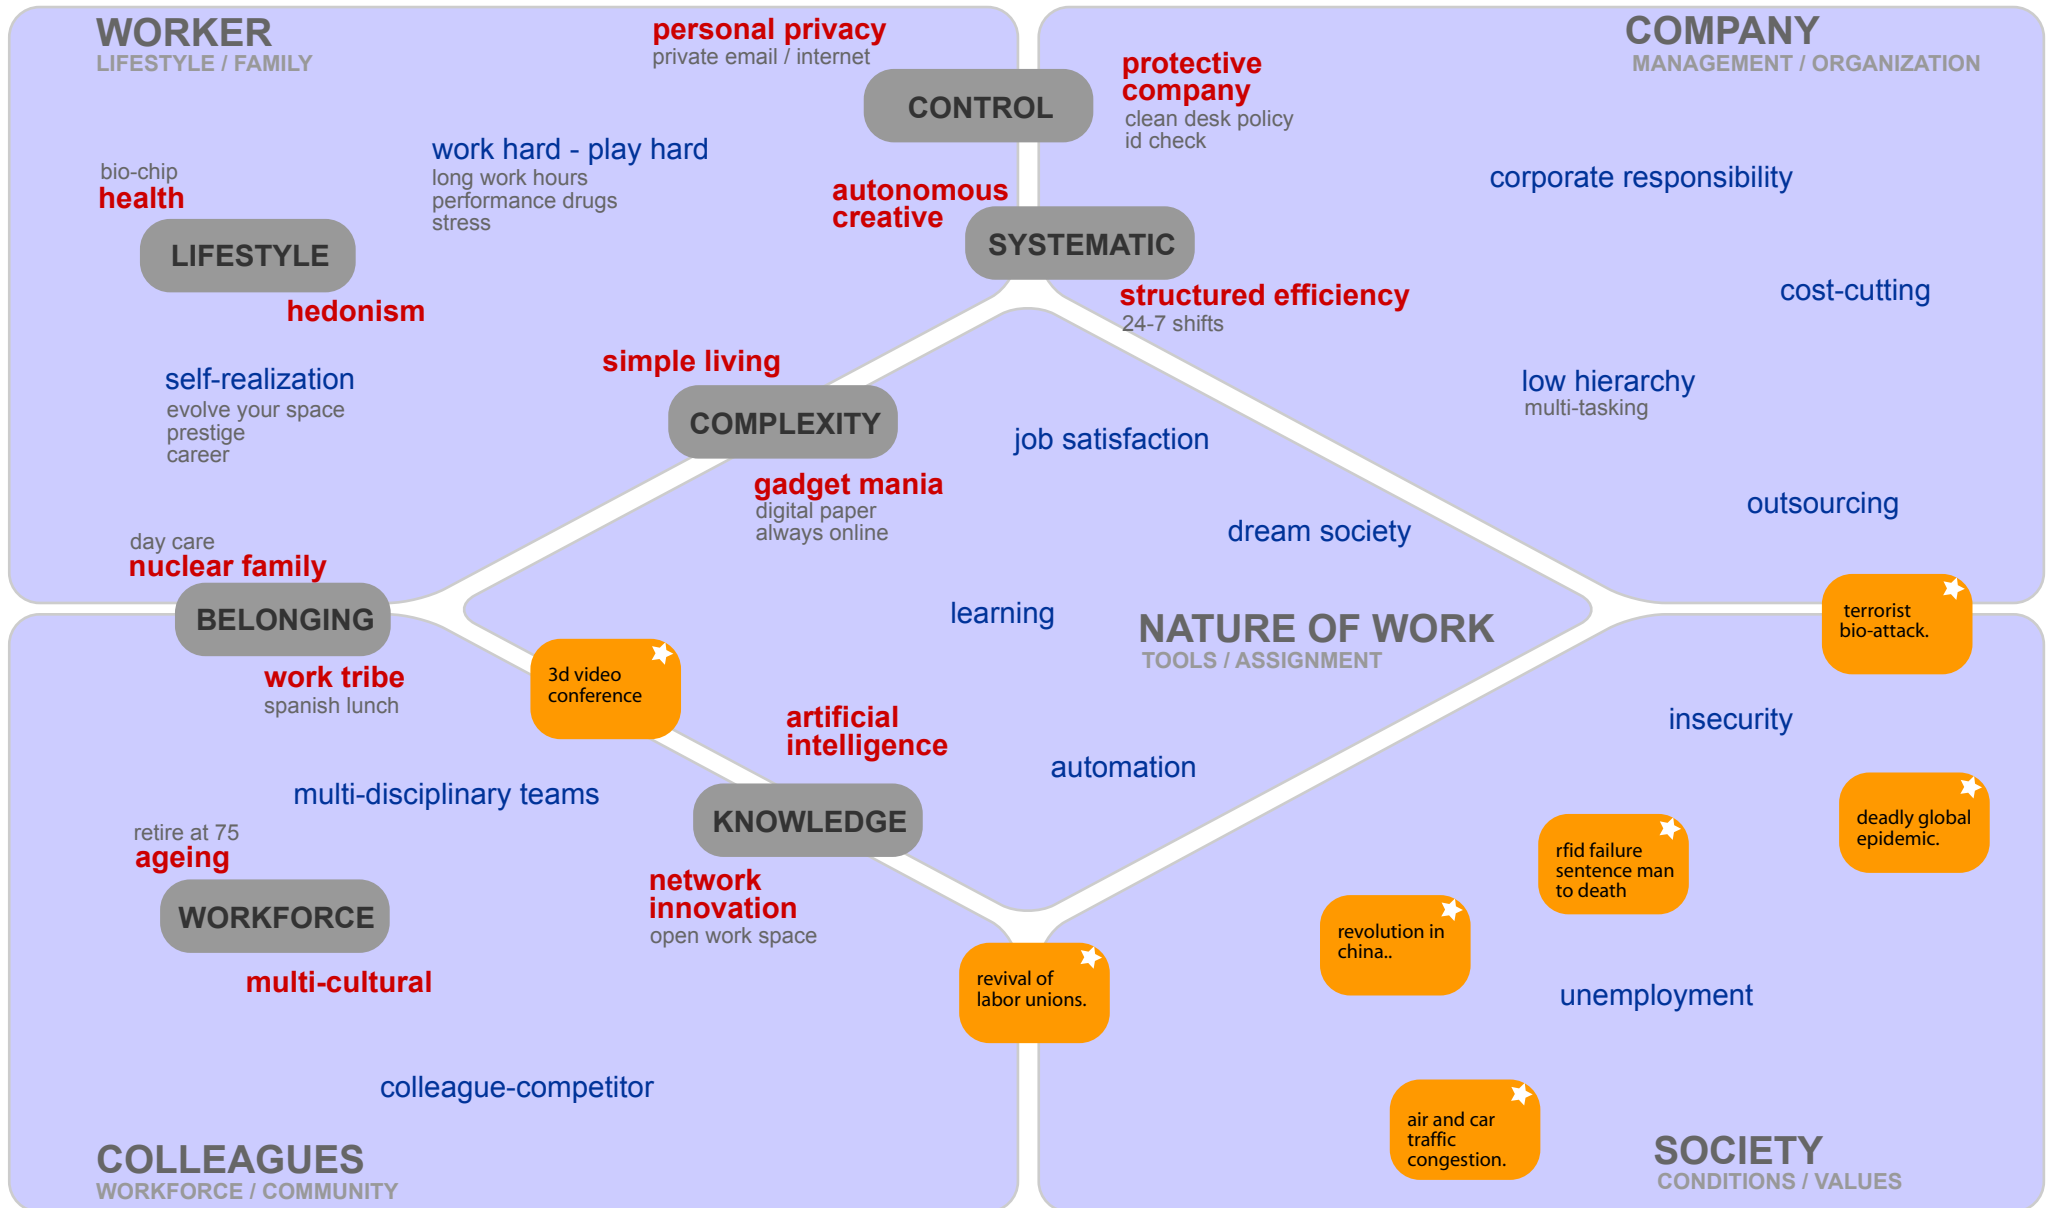 WORKER
LIFESTYLE / FAMILY
personal privacy
private email / internet
CONTROL
protective
company
clean desk policy
id check
COMPANY
MANAGEMENT / ORGANIZATION
work hard - play hard
long work hours
performance drugs
stress
bio-chip
health
LIFESTYLE
hedonism
autonomous
creative
SYSTEMATIC
structured efficiency
24-7 shifts
corporate responsibility
cost-cutting
low hierarchy
multi-tasking
outsourcing
self-realization
evolve your space
prestige
career
simple living
COMPLEXITY
gadget mania
digital paper
always online
job satisfaction
dream society
learning
NATURE OF WORK
TOOLS / ASSIGNMENT
day care
nuclear family
BELONGING
work tribe
spanish lunch
3d video
conference
artificial
intelligence
automation
terrorist
bio-attack.
insecurity
multi-disciplinary teams
KNOWLEDGE
network
innovation
open work space
retire at 75
ageing
WORKFORCE
multi-cultural
colleague-competitor
COLLEAGUES
WORKFORCE / COMMUNITY
revival of
labor unions.
deadly global
epidemic.
rfid failure
sentence man
to death
revolution in
china..
unemployment
air and car
traffic
congestion.
SOCIETY
CONDITIONS / VALUES